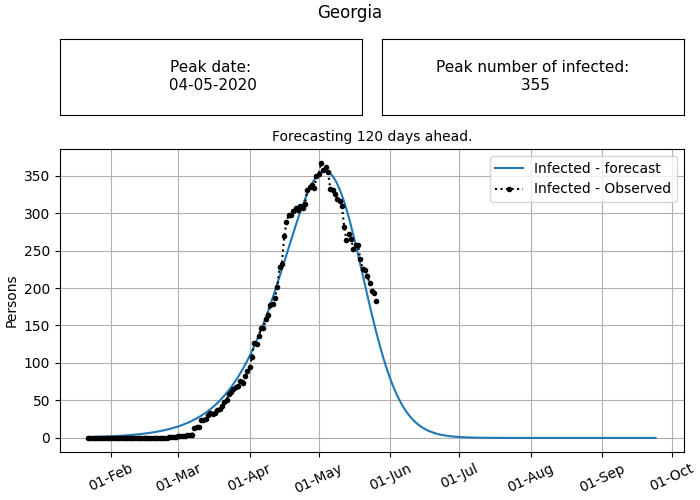 Georgia
Peak date:
04-05-2020
Peak number of infected:
355
Forecasting 120 days ahead.
Infected - forecast
Infected - Observed
Persons
350
300
250
200
150
100
50
0
01-Feb
01-Mar
01-Apr
01-May
01-Jun
01-Jul
01-Aug
01-Sep
01-Oct